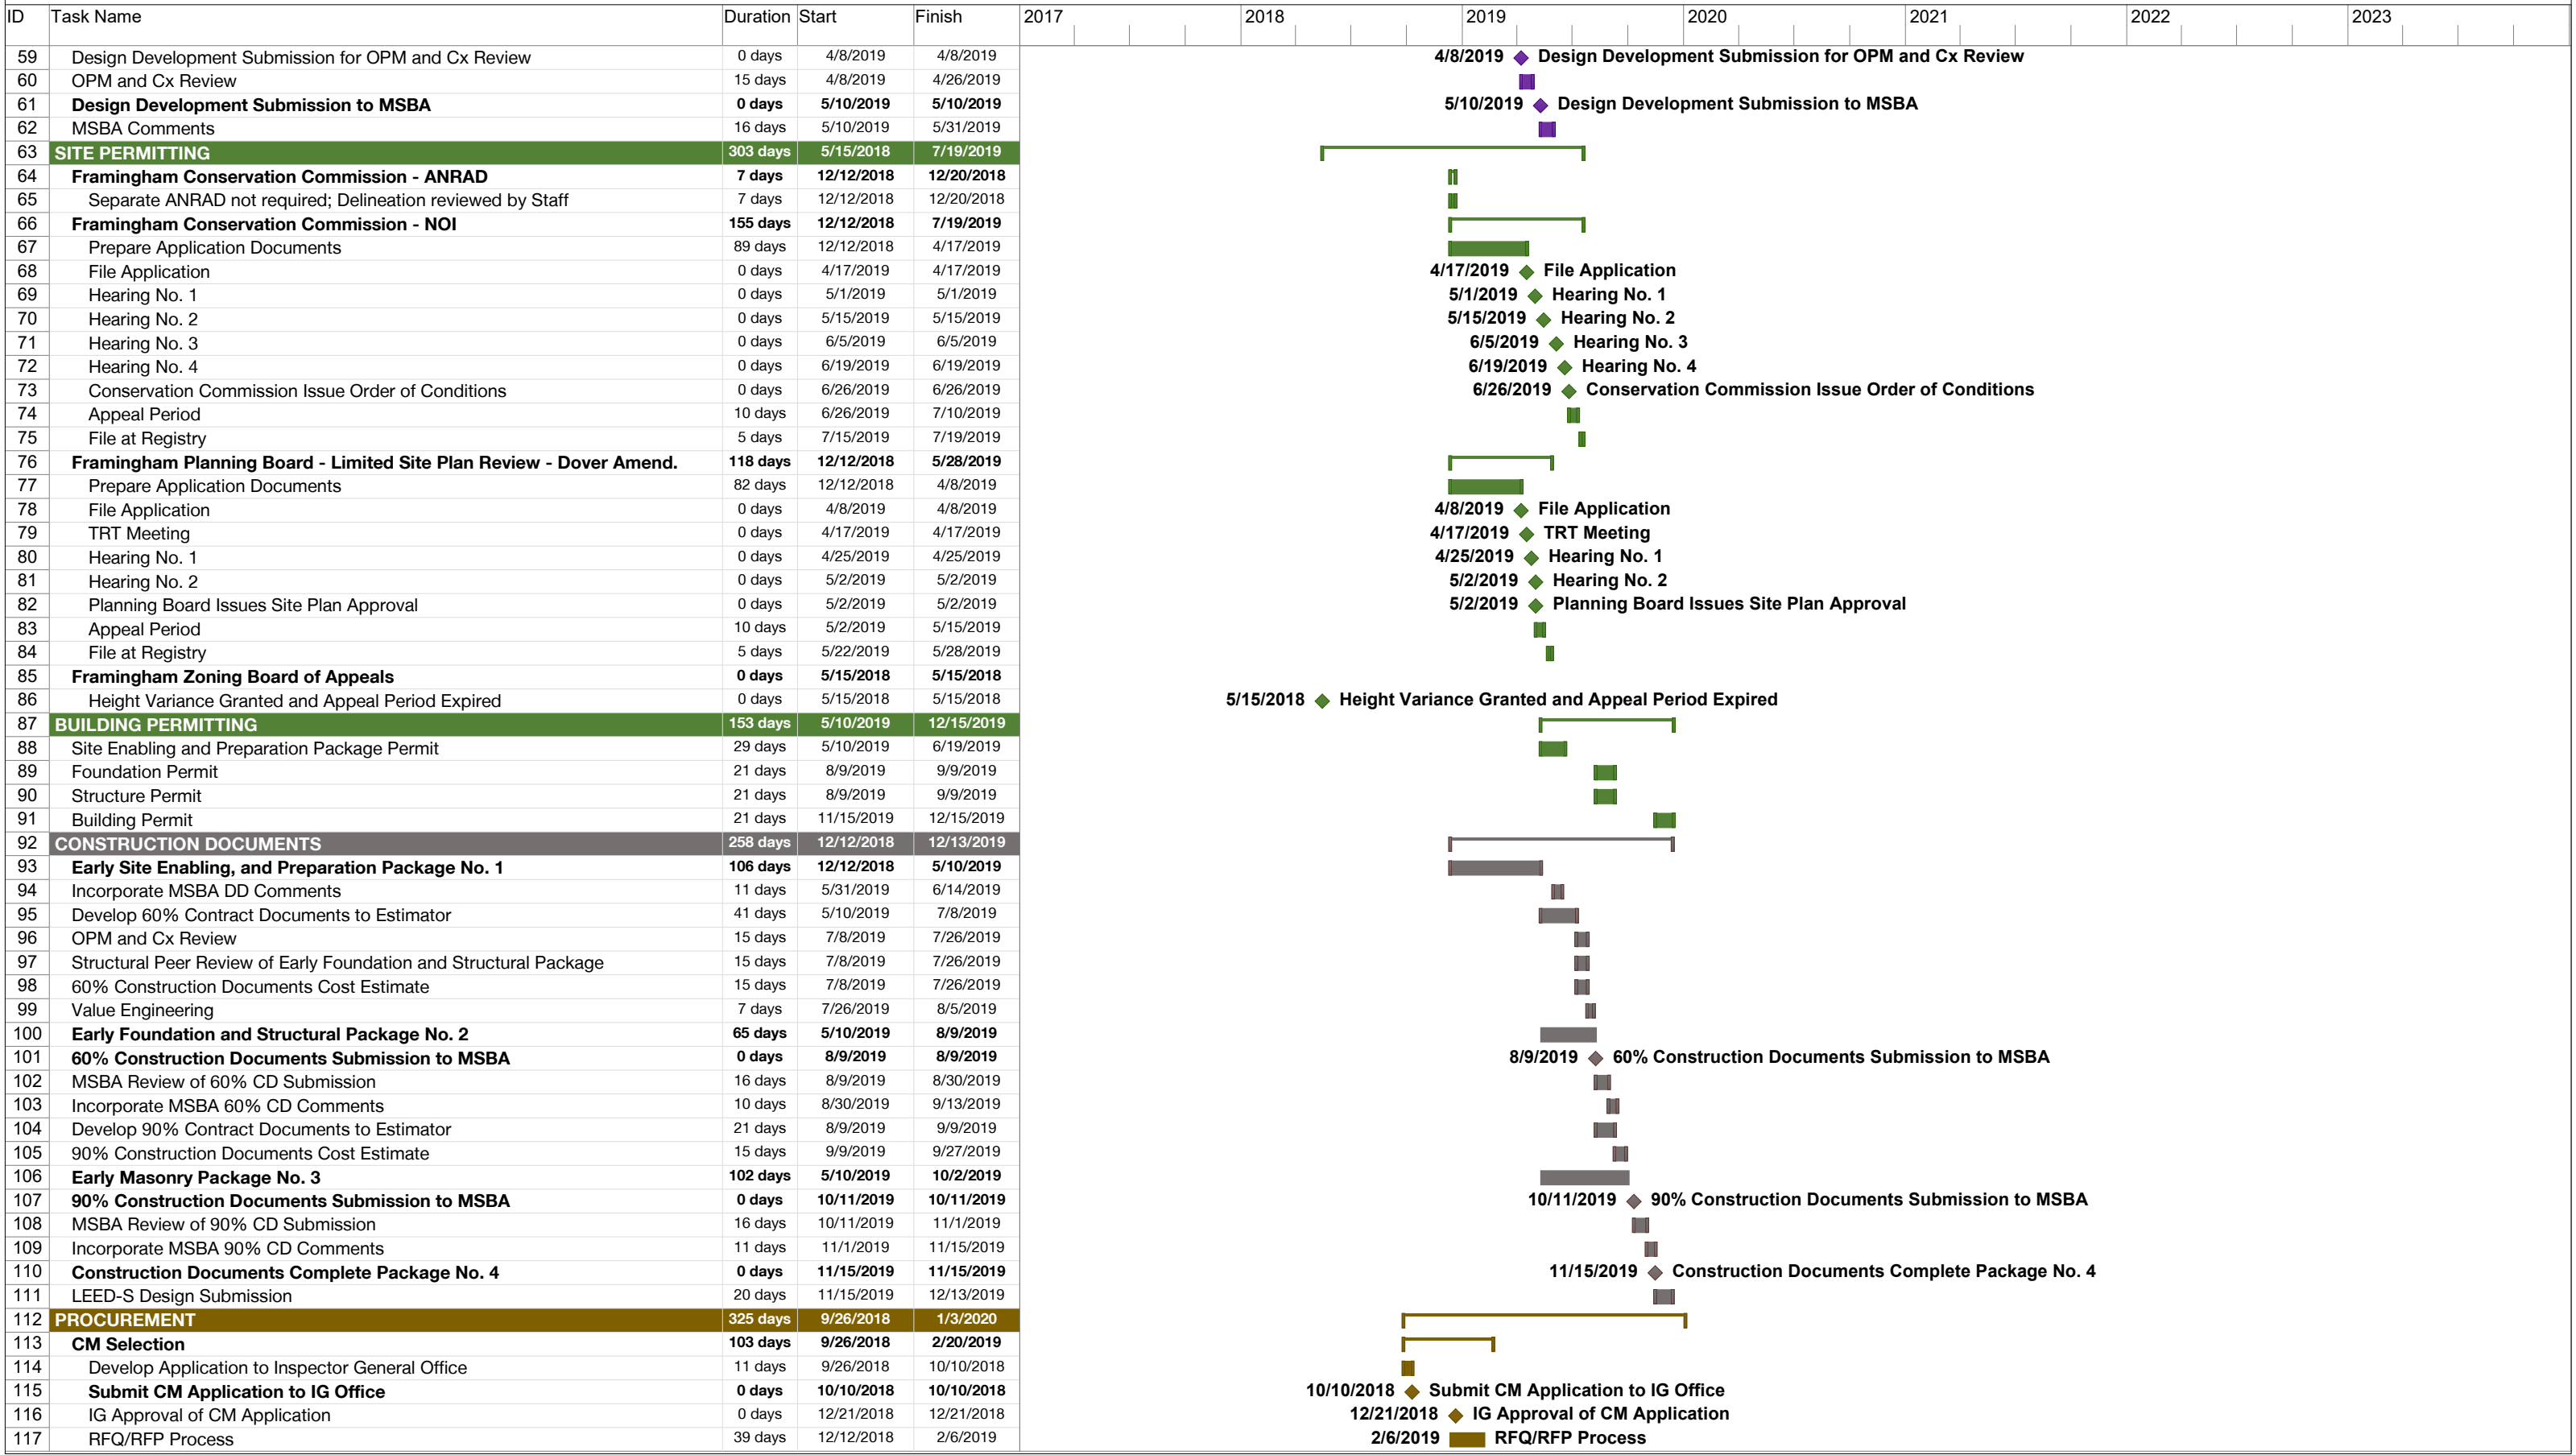 ID Task Name Duration Start Finish 2017 2018 2019 2020 2021 2022 2023
59 Design Development Submission for OPM and Cx Review 0 days 4/8/2019 4/8/2019 4/8/2019 Design Development Submission for OPM and Cx Review
60 OPM and Cx Review 15 days 4/8/2019 4/26/2019
61 Design Development Submission to MSBA 0 days 5/10/2019 5/10/2019 5/10/2019 Design Development Submission to MSBA
62 MSBA Comments 16 days 5/10/2019 5/31/2019
63 SITE PERMITTING 303 days 5/15/2018 7/19/2019
64 Framingham Conservation Commission - ANRAD 7 days 12/12/2018 12/20/2018
65 Separate ANRAD not required; Delineation reviewed by Staff 7 days 12/12/2018 12/20/2018
66 Framingham Conservation Commission - NOI 155 days 12/12/2018 7/19/2019
67 Prepare Application Documents 89 days 12/12/2018 4/17/2019
68 File Application 0 days 4/17/2019 4/17/2019 4/17/2019 File Application
69 Hearing No. 1 0 days 5/1/2019 5/1/2019 5/1/2019 Hearing No. 1
70 Hearing No. 2 0 days 5/15/2019 5/15/2019 5/15/2019 Hearing No. 2
71 Hearing No. 3 0 days 6/5/2019 6/5/2019 6/5/2019 Hearing No. 3
72 Hearing No. 4 0 days 6/19/2019 6/19/2019 6/19/2019 Hearing No. 4
73 Conservation Commission Issue Order of Conditions 0 days 6/26/2019 6/26/2019 6/26/2019 Conservation Commission Issue Order of Conditions
74 Appeal Period 10 days 6/26/2019 7/10/2019
75 File at Registry 5 days 7/15/2019 7/19/2019
76 Framingham Planning Board - Limited Site Plan Review - Dover Amend. 118 days 12/12/2018 5/28/2019
77 Prepare Application Documents 82 days 12/12/2018 4/8/2019
78 File Application 0 days 4/8/2019 4/8/2019 4/8/2019 File Application
79 TRT Meeting 0 days 4/17/2019 4/17/2019 4/17/2019 TRT Meeting
80 Hearing No. 1 0 days 4/25/2019 4/25/2019 4/25/2019 Hearing No. 1
81 Hearing No. 2 0 days 5/2/2019 5/2/2019 5/2/2019 Hearing No. 2
82 Planning Board Issues Site Plan Approval 0 days 5/2/2019 5/2/2019 5/2/2019 Planning Board Issues Site Plan Approval
83 Appeal Period 10 days 5/2/2019 5/15/2019
84 File at Registry 5 days 5/22/2019 5/28/2019
85 Framingham Zoning Board of Appeals 0 days 5/15/2018 5/15/2018
86 Height Variance Granted and Appeal Period Expired 0 days 5/15/2018 5/15/2018 5/15/2018 Height Variance Granted and Appeal Period Expired
87 BUILDING PERMITTING 153 days 5/10/2019 12/15/2019
88 Site Enabling and Preparation Package Permit 29 days 5/10/2019 6/19/2019
89 Foundation Permit 21 days 8/9/2019 9/9/2019
90 Structure Permit 21 days 8/9/2019 9/9/2019
91 Building Permit 21 days 11/15/2019 12/15/2019
92 CONSTRUCTION DOCUMENTS 258 days 12/12/2018 12/13/2019
93 Early Site Enabling, and Preparation Package No. 1 106 days 12/12/2018 5/10/2019
94 Incorporate MSBA DD Comments 11 days 5/31/2019 6/14/2019
95 Develop 60% Contract Documents to Estimator 41 days 5/10/2019 7/8/2019
96 OPM and Cx Review 15 days 7/8/2019 7/26/2019
97 Structural Peer Review of Early Foundation and Structural Package 15 days 7/8/2019 7/26/2019
98 60% Construction Documents Cost Estimate 15 days 7/8/2019 7/26/2019
99 Value Engineering 7 days 7/26/2019 8/5/2019
100 Early Foundation and Structural Package No. 2 65 days 5/10/2019 8/9/2019
101 60% Construction Documents Submission to MSBA 0 days 8/9/2019 8/9/2019 8/9/2019 60% Construction Documents Submission to MSBA
102 MSBA Review of 60% CD Submission 16 days 8/9/2019 8/30/2019
103 Incorporate MSBA 60% CD Comments 10 days 8/30/2019 9/13/2019
104 Develop 90% Contract Documents to Estimator 21 days 8/9/2019 9/9/2019
105 90% Construction Documents Cost Estimate 15 days 9/9/2019 9/27/2019
106 Early Masonry Package No. 3 102 days 5/10/2019 10/2/2019
107 90% Construction Documents Submission to MSBA 0 days 10/11/2019 10/11/2019 10/11/2019 90% Construction Documents Submission to MSBA
108 MSBA Review of 90% CD Submission 16 days 10/11/2019 11/1/2019
109 Incorporate MSBA 90% CD Comments 11 days 11/1/2019 11/15/2019
110 Construction Documents Complete Package No. 4 0 days 11/15/2019 11/15/2019 11/15/2019 Construction Documents Complete Package No. 4
111 LEED-S Design Submission 20 days 11/15/2019 12/13/2019
112 PROCUREMENT 325 days 9/26/2018 1/3/2020
113 CM Selection 103 days 9/26/2018 2/20/2019
114 Develop Application to Inspector General Office 11 days 9/26/2018 10/10/2018
115 Submit CM Application to IG Office 0 days 10/10/2018 10/10/2018 10/10/2018 Submit CM Application to IG Office
116 IG Approval of CM Application 0 days 12/21/2018 12/21/2018 12/21/2018 IG Approval of CM Application
117 RFQ/RFP Process 39 days 12/12/2018 2/6/2019 2/6/2019 RFQ/RFP Process